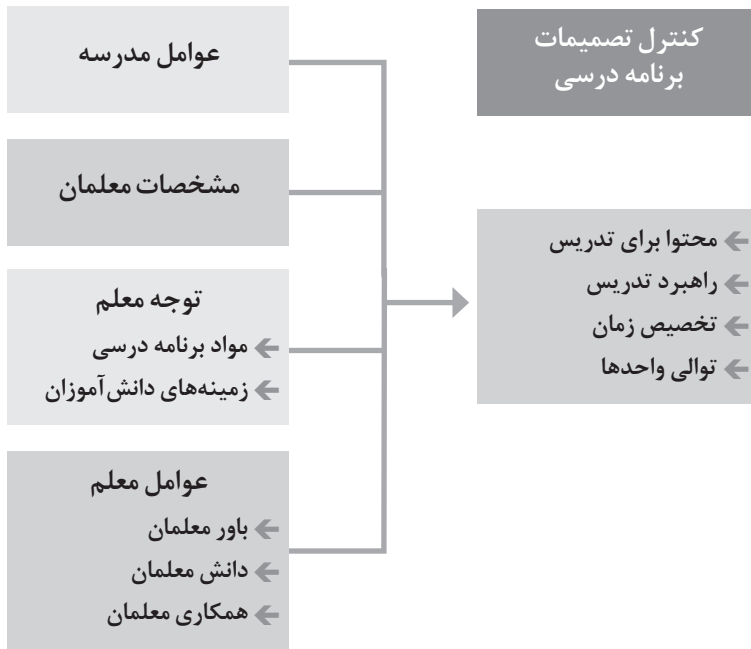 کنترل تصمیمات
برنامه درسی
محتوا برای تدریس
راهبرد تدریس
تخصیص زمان
توالی واحدها
عوامل مدرسه
مشخصات معلمان
توجه معلم
مواد برنامه درسی
زمینه‌های دانش‌آموزان
عوامل معلم
باور معلمان
دانش معلمان
همکاری معلمان